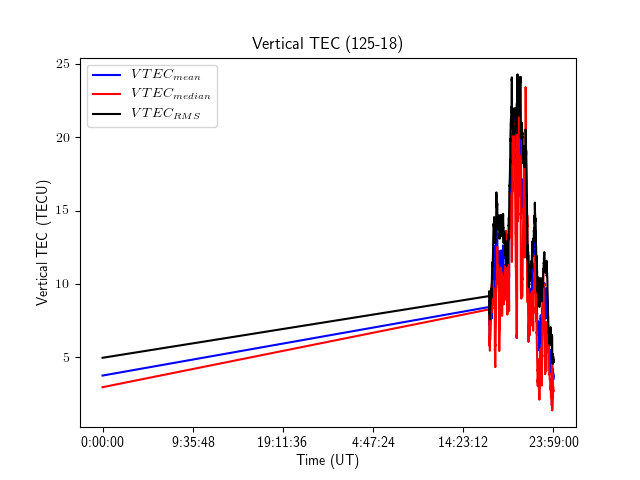 Vertical TEC (125-18)
25
20
15
10
5
Vertical TEC (TECU)
VTEC_mean
VTEC_median
VTEC_RMS
0:00:00 9:35:48 19:11:36 4:47:24 14:23:12 23:59:00
Time (UT)